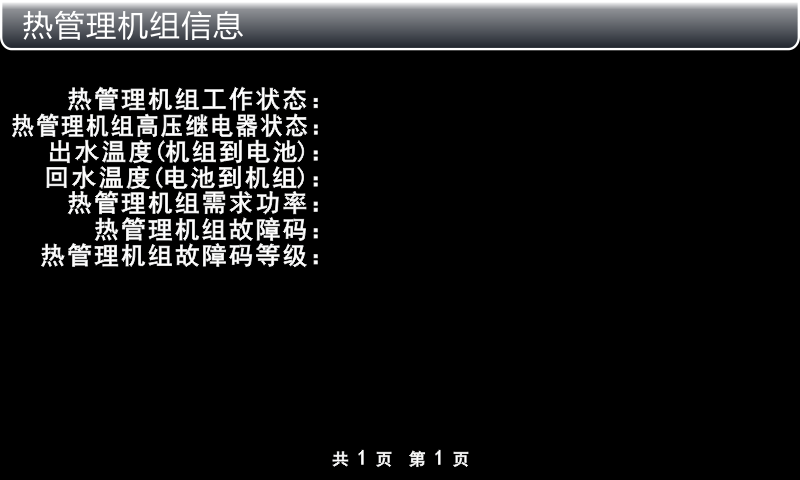 热管理机组信息
热管理机组工作状态：
热管理机组高压继电器状态：
出水温度(机组到电池)：
回水温度(电池到机组)：
热管理机组需求功率：
热管理机组故障码：
热管理机组故障码等级：
共 1 页 第 1 页